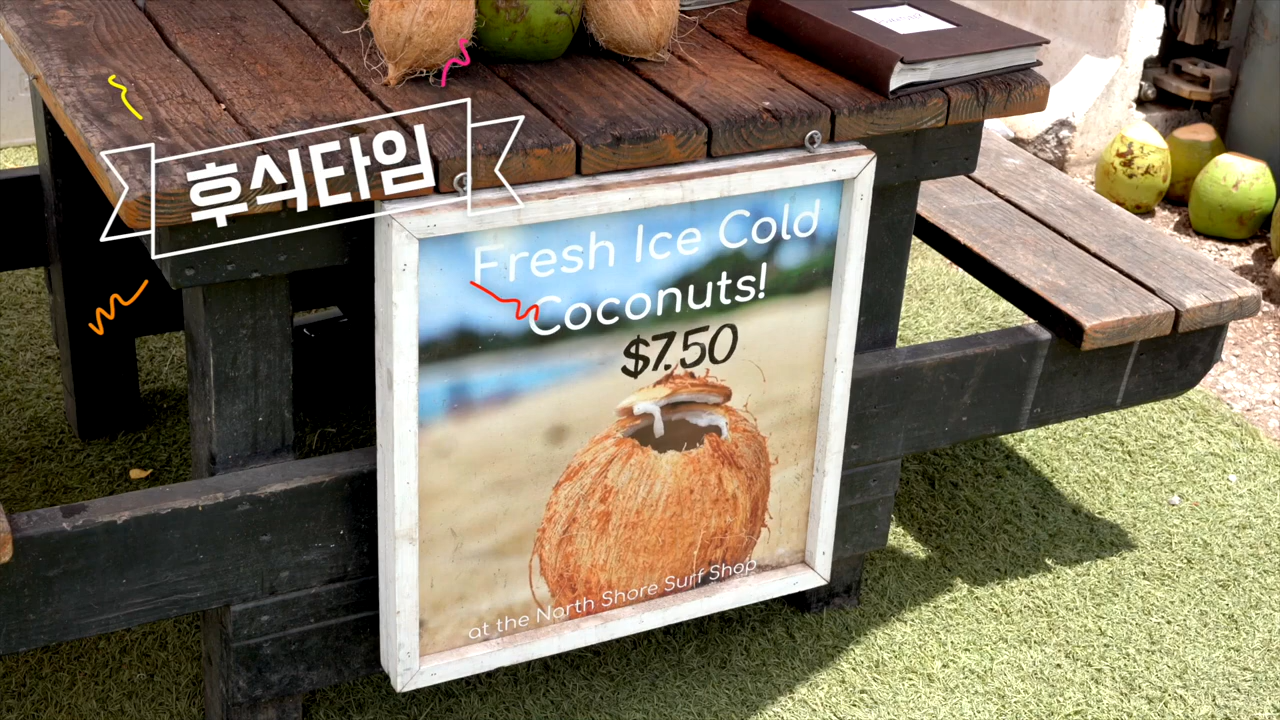 후식타임
Fresh Ice Cold
Coconuts!
$7.50
at the North Shore Surf Shop